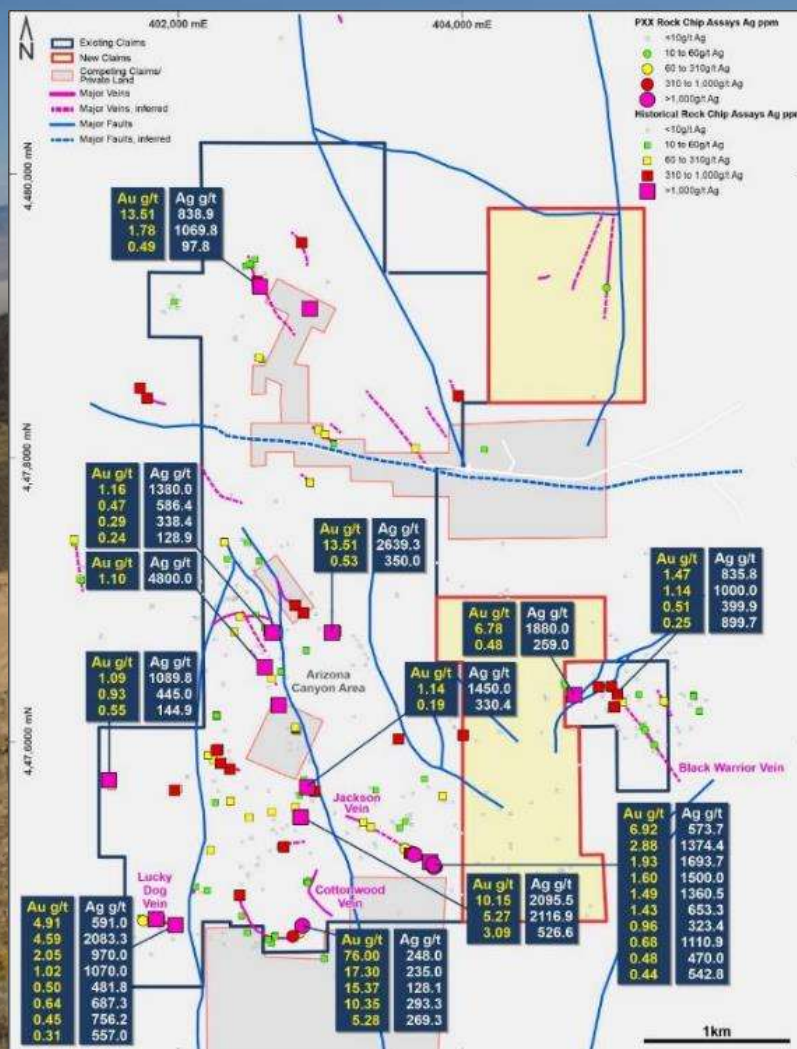 402,000 mE
404,000 mE
N
Existing Claims
New Claims
Competing Claims/
Private Land
Major Veins
Major Veins, inferred
Major Faults
Major Faults, inferred
PXX Rock Chip Assays Ag ppm
<10g/t Ag
10 to 60g/t Ag
60 to 310g/t Ag
310 to 1,000g/t Ag
>1,000g/t Ag
Historical Rock Chip Assays Ag ppm
<10g/t Ag
10 to 60g/t Ag
60 to 310g/t Ag
310 to 1,000g/t Ag
>1,000g/t Ag
4,480,000 mN
Au g/t Ag g/t
13.51 838.9
1.78 1069.8
0.49 97.8
4,47,8000 mN
Au g/t Ag g/t
1.16 1380.0
0.47 586.4
0.29 338.4
0.24 128.9
Au g/t Ag g/t
1.10 4800.0
Au g/t Ag g/t
13.51 2639.3
0.53 350.0
Au g/t Ag g/t
1.47 835.8
1.14 1000.0
0.51 399.9
0.25 899.7
Au g/t Ag g/t
6.78 1880.0
0.48 259.0
Au g/t Ag g/t
1.09 1089.8
0.93 445.0
0.55 144.9
Arizona
Canyon Area
Au g/t Ag g/t
1.14 1450.0
0.19 330.4
4,47,6000 mN
Black Warrior Vein
Jackson
Vein
Lucky
Dog
Vein
Cottonwood
Vein
Au g/t Ag g/t
6.92 573.7
2.88 1374.4
1.93 1693.7
1.60 1500.0
1.49 1360.5
1.43 653.3
0.96 323.4
0.68 1110.9
0.48 470.0
0.44 542.8
Au g/t Ag g/t
10.15 2095.5
5.27 2116.9
3.09 526.6
Au g/t Ag g/t
4.91 591.0
4.59 2083.3
2.05 970.0
1.02 1070.0
0.50 481.8
0.64 687.3
0.45 756.2
0.31 557.0
Au g/t Ag g/t
76.00 248.0
17.30 235.0
15.37 128.1
10.35 293.3
5.28 269.3
1km